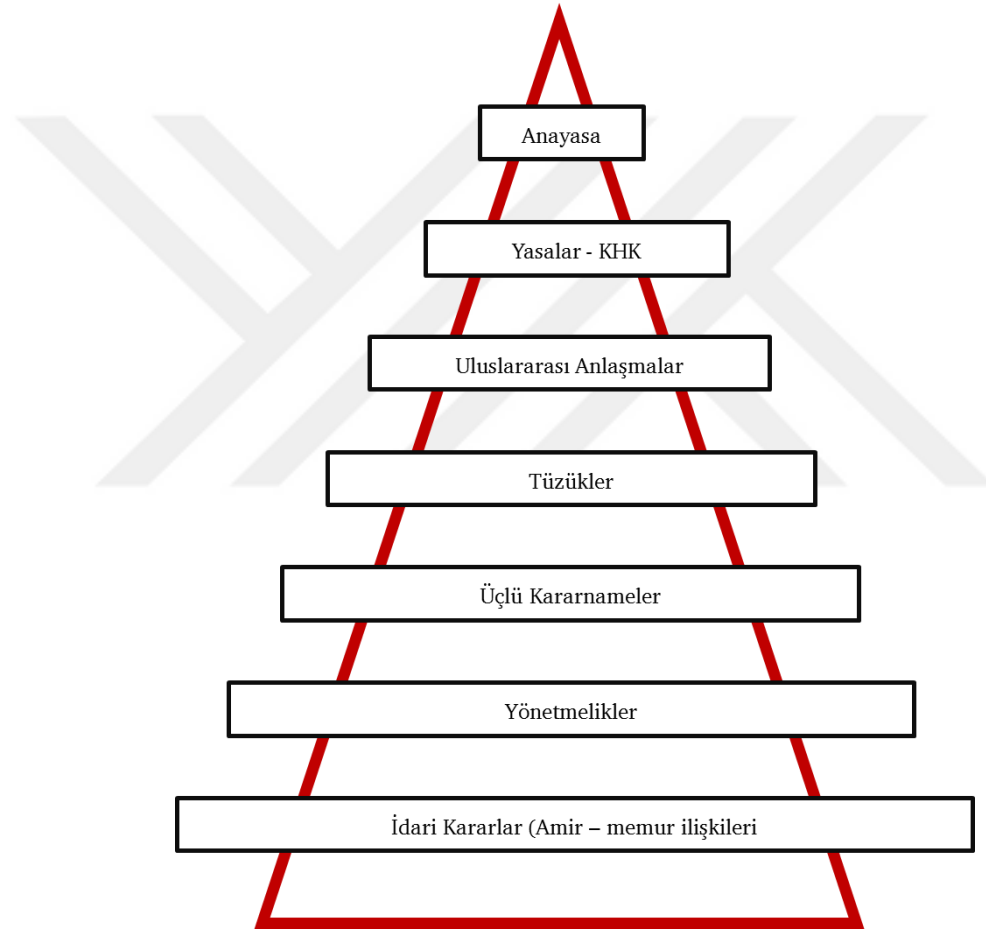 Anayasa
Yasalar - KHK
Uluslararası Anlaşmalar
Tüzükler
Üçlü Kararnameler
Yönetmelikler
İdari Kararlar (Amir – memur ilişkileri